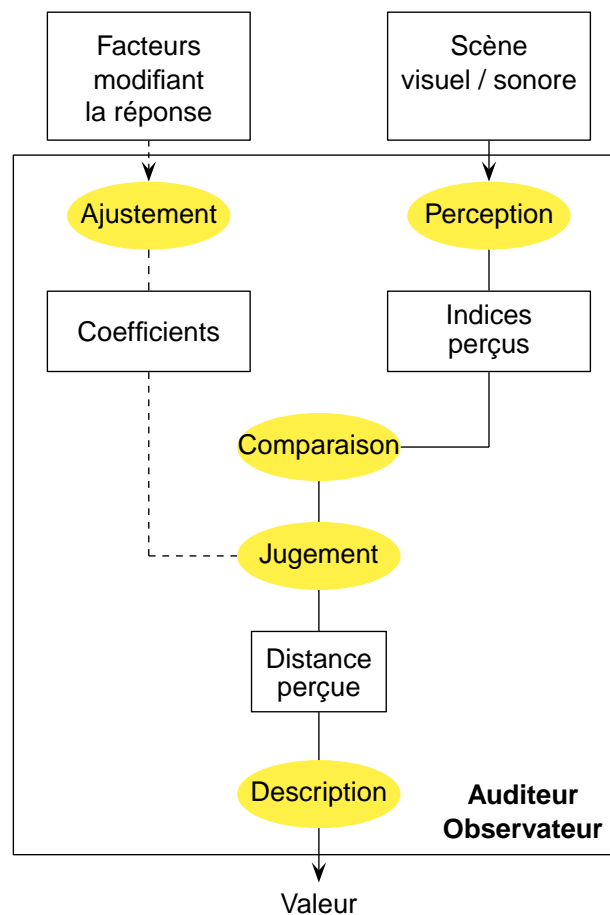 Facteurs
modifiant
la réponse
Scène
visuel / sonore
Ajustement
Perception
Coefficients
Indices
perçus
Comparaison
Jugement
Distance
perçue
Description
Auditeur
Observateur
Valeur